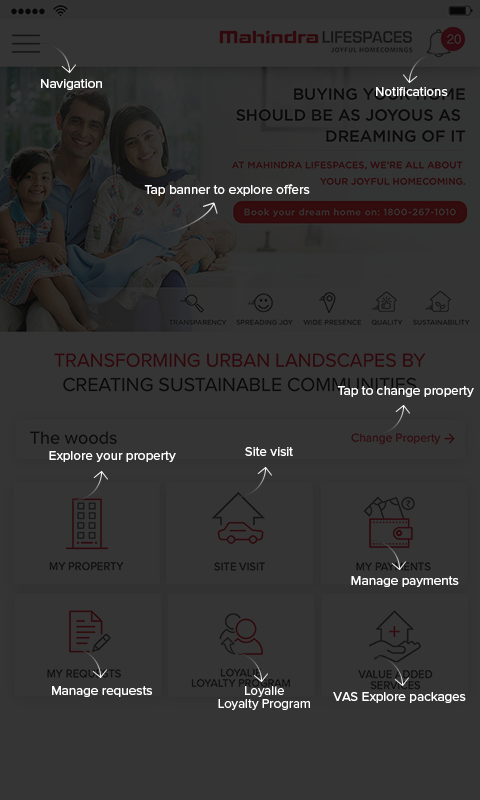 Mahindra LIFESPACES
JOYFUL HOMECOMINGS
20
Navigation
Notifications
BUYING YOUR HOME
SHOULD BE AS JOYOUS AS
DREAMING OF IT
AT MAHINDRA LIFESPACES, WE'RE ALL ABOUT
YOUR JOYFUL HOMECOMING.
Tap banner to explore offers
Book your dream home on: 1800-267-1010
TRANSPARENCY SPREADING JOY WIDE PRESENCE QUALITY SUSTAINABILITY
TRANSFORMING URBAN LANDSCAPES BY
CREATING SUSTAINABLE COMMUNITIES
Tap to change property
The woods
Change Property
Explore your property
Site visit
MY PROPERTY
SITE VISIT
MY PAYMENTS
Manage payments
MY REQUESTS
LOYALIE
LOYALTY PROGRAM
VALUE ADDED
SERVICES
Manage requests
Loyalie
Loyalty Program
VAS Explore packages